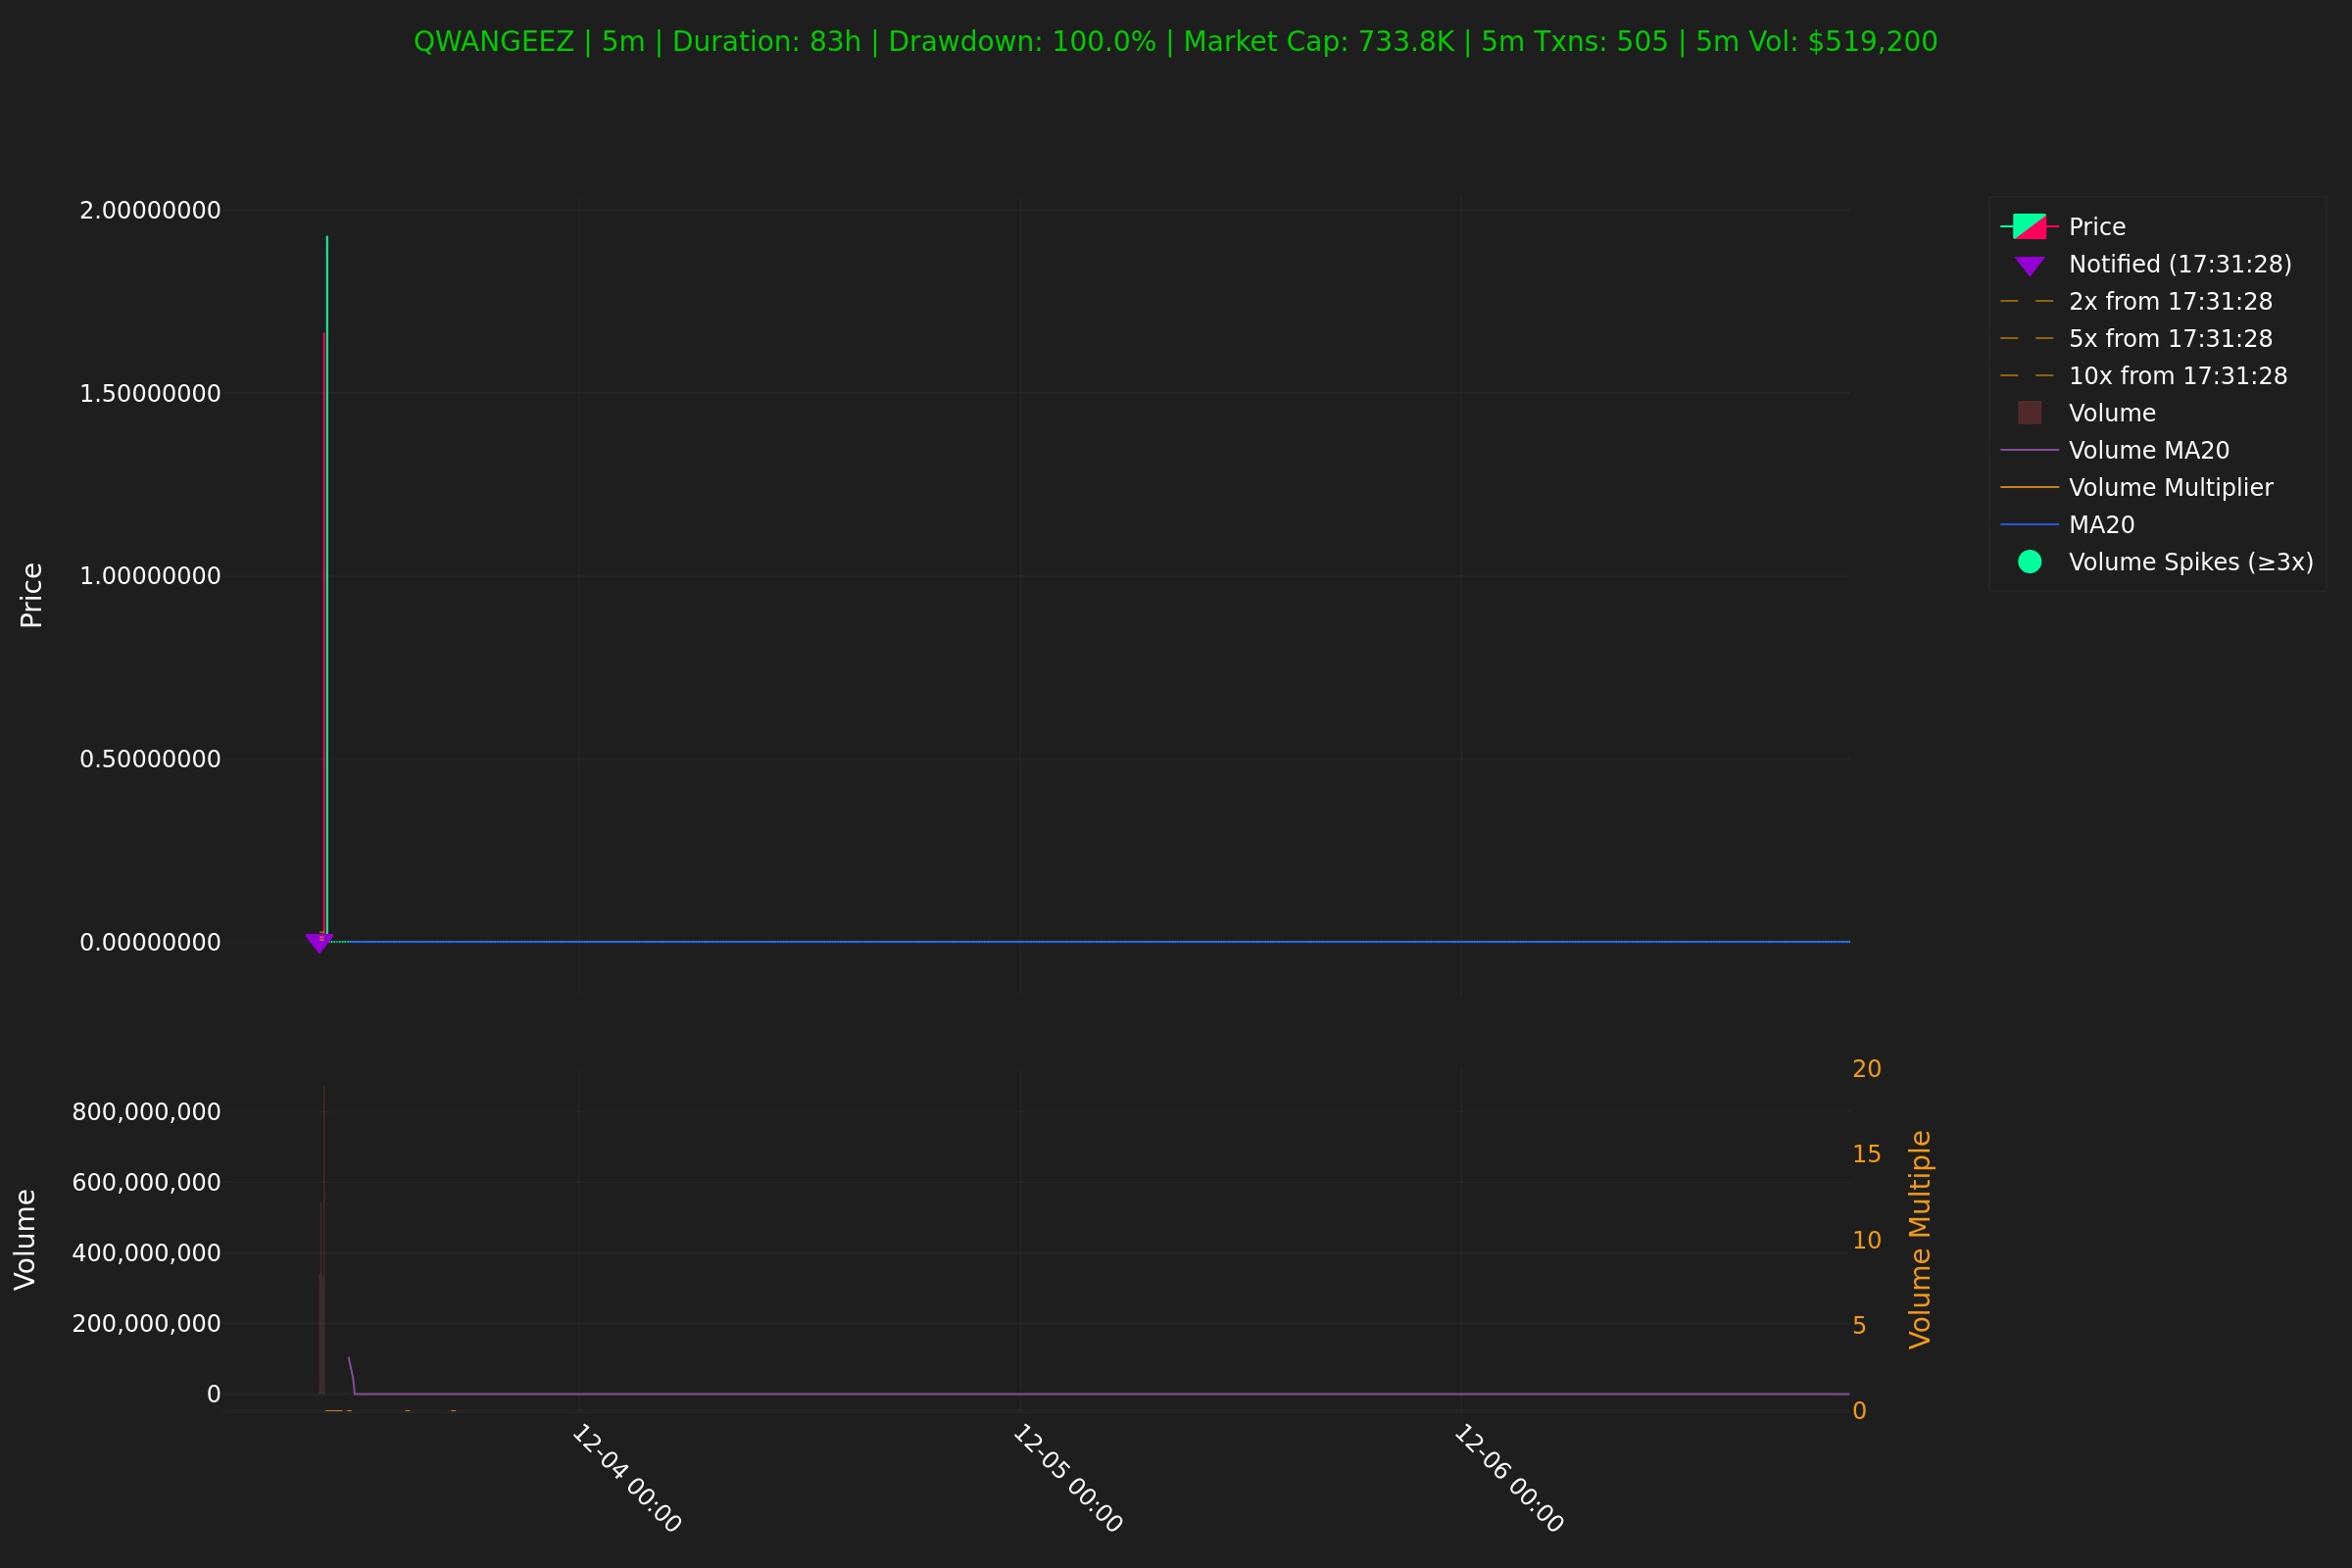 QWANGEEZ | 5m | Duration: 83h | Drawdown: 100.0% | Market Cap: 733.8K | 5m Txns: 505 | 5m Vol: $519,200
2.00000000
1.50000000
1.00000000
0.50000000
0.00000000
Price
Price
Notified (17:31:28)
2x from 17:31:28
5x from 17:31:28
10x from 17:31:28
Volume
Volume MA20
Volume Multiplier
MA20
Volume Spikes (≥3x)
800,000,000
600,000,000
400,000,000
200,000,000
0
Volume
20
15
10
5
0
Volume Multiple
12-04 00:00
12-05 00:00
12-06 00:00